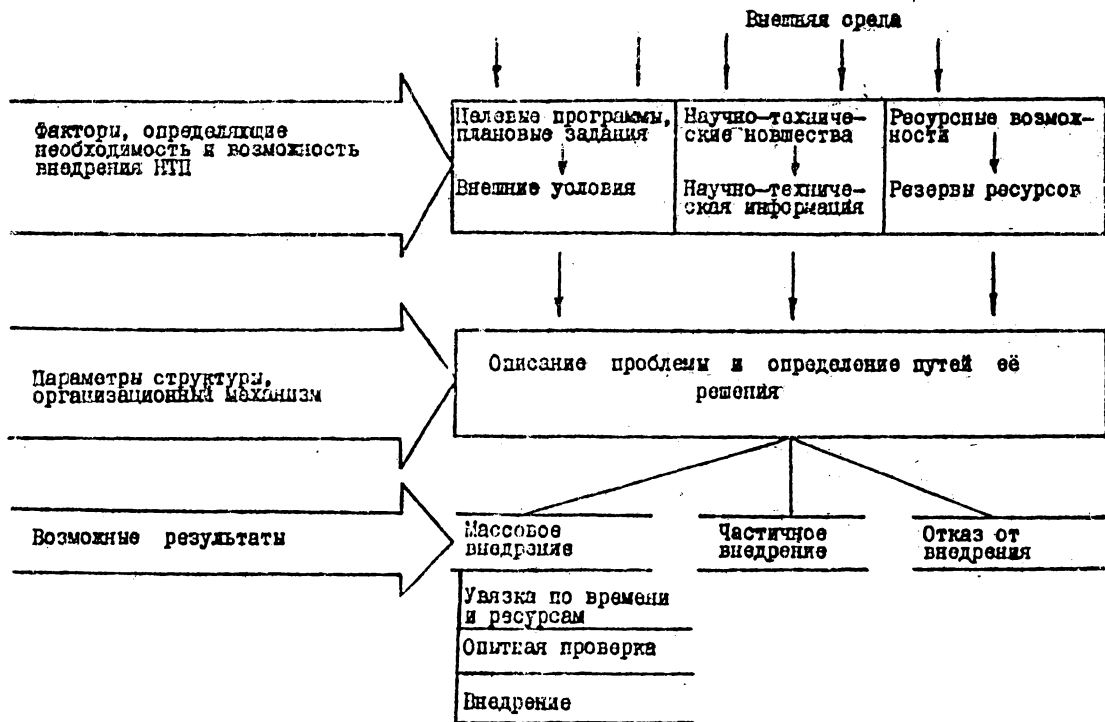 Внешняя среда
Фактори, определяющие
необходимость и возможность
внедрения НТП
Целевые программы,
плановые задания
Внешние условия
Научно-техниче-
ские новшества
Научно-техниче-
ская информация
Ресурсные возмож-
ности
Резервы ресурсов
Параметры структуры,
организационный механизм
Описание проблемы и определение путей её
решения
Возможные результаты
Массовое
внедрение
Частичное
внедрение
Отказ от
внедрения
Увязка по времени
и ресурсам
Опытная проверка
Внедрение